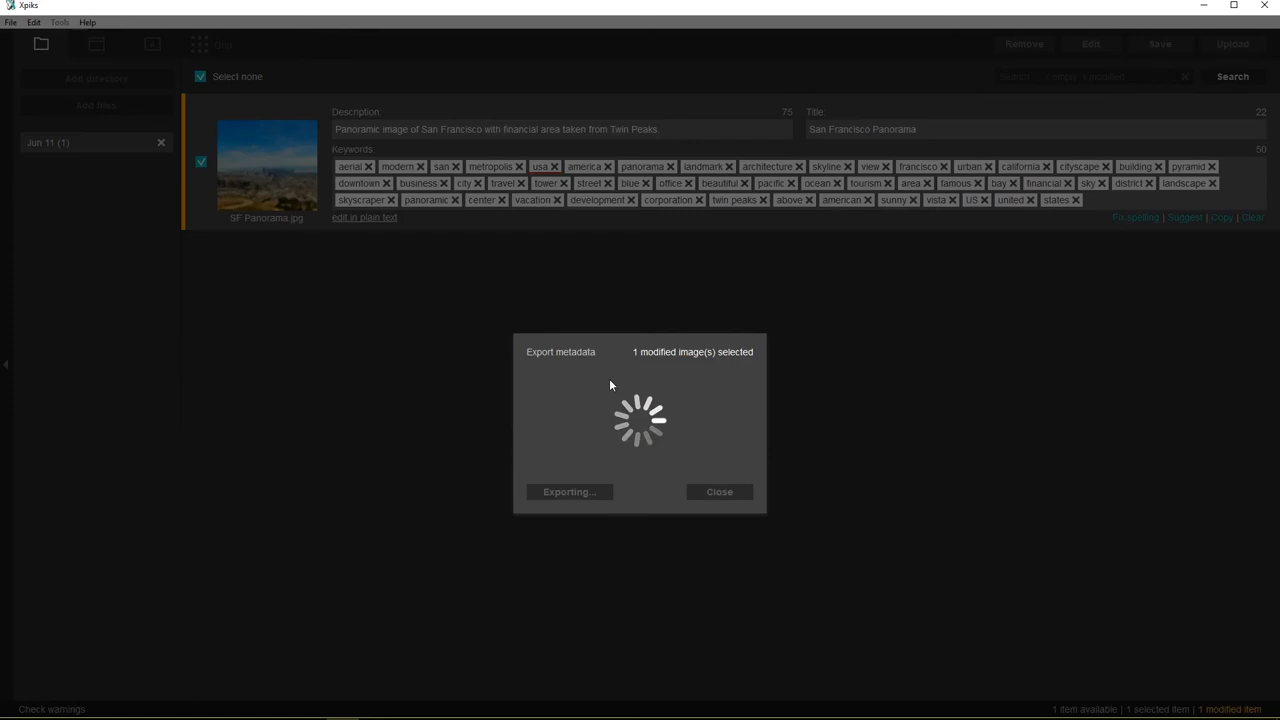 Xpiks
File Edit Tools Help
Remove Edit Save Upload
Add directory
Select none
Search
Add files
Description: 75 Title: 22
Panoramic image of San Francisco with financial area taken from Twin Peaks.
San Francisco Panorama
Jun 11 (1)
Keywords: 50
aerial modern san metropolis usa america panorama landmark architecture skyline view francisco urban california cityscape building pyramid
downtown business city travel tower street blue office beautiful pacific ocean tourism area famous bay financial sky district landscape
skyscraper panoramic center vacation development corporation twin peaks above american sunny vista US united states
SF Panorama.jpg
edit in plain text
Fix spelling | Suggest | Copy | Clear
Export metadata 1 modified image(s) selected
Exporting... Close
Check warnings
1 item available | 1 selected item | 1 modified item